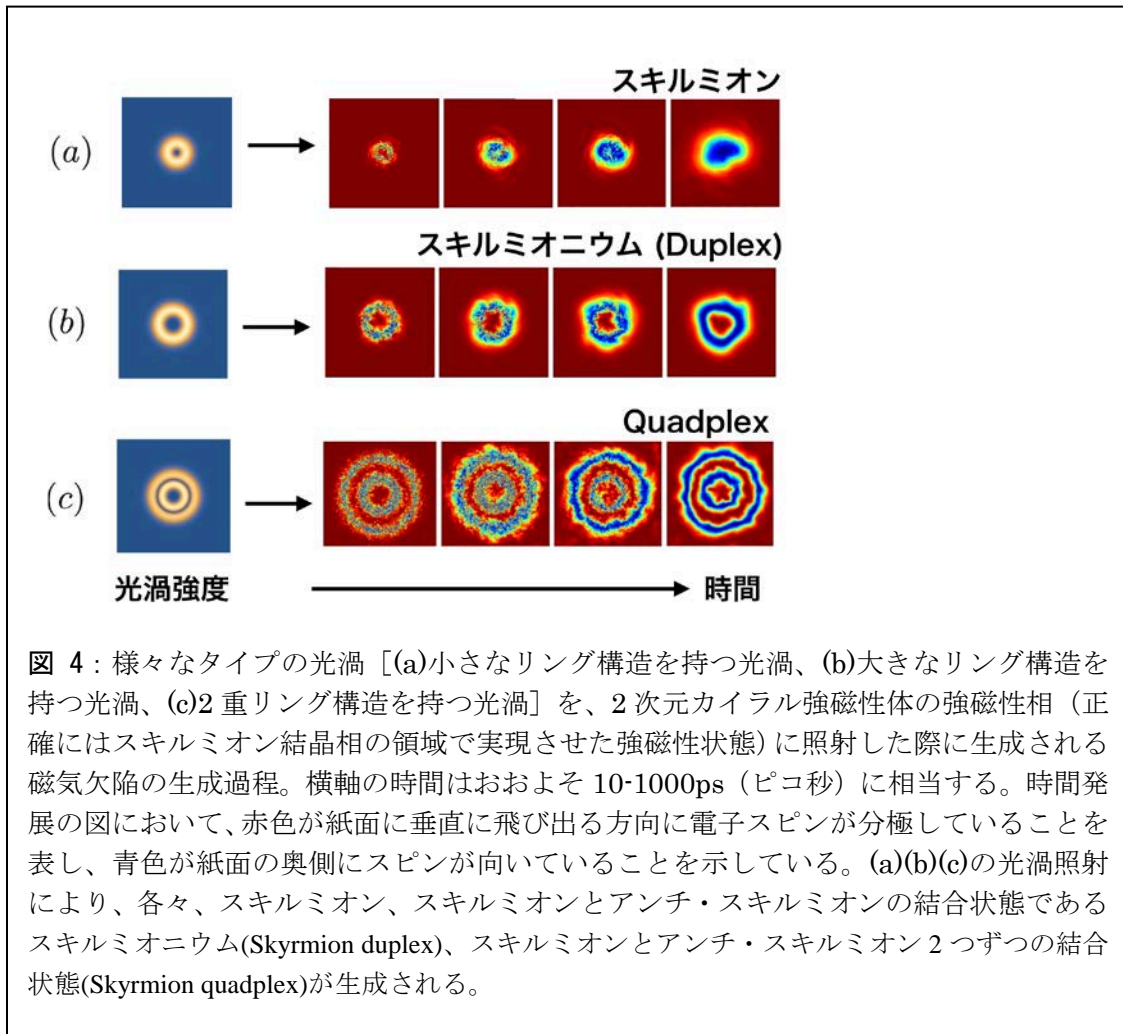 スキルミオン
(a)
スキルミオニウム (Duplex)
(b)
Quadplex
(c)
光渦強度
時間
図 4：様々なタイプの光渦［(a)小さなリング構造を持つ光渦、(b)大きなリング構造を
持つ光渦、(c)2 重リング構造を持つ光渦］を、2 次元カイラル強磁性体の強磁性相（正
確にはスキルミオン結晶相の領域で実現させた強磁性状態）に照射した際に生成される
磁気欠陥の生成過程。横軸の時間はおおよそ 10-1000ps（ピコ秒）に相当する。時間発
展の図において、赤色が紙面に垂直に飛び出る方向に電子スピンが分極していることを
表し、青色が紙面の奥側にスピンが向いていることを示している。(a)(b)(c)の光渦照射
により、各々、スキルミオン、スキルミオンとアンチ・スキルミオンの結合状態である
スキルミオニウム(Skyrmion duplex)、スキルミオンとアンチ・スキルミオン 2 つずつの結合
状態(Skyrmion quadplex)が生成される。